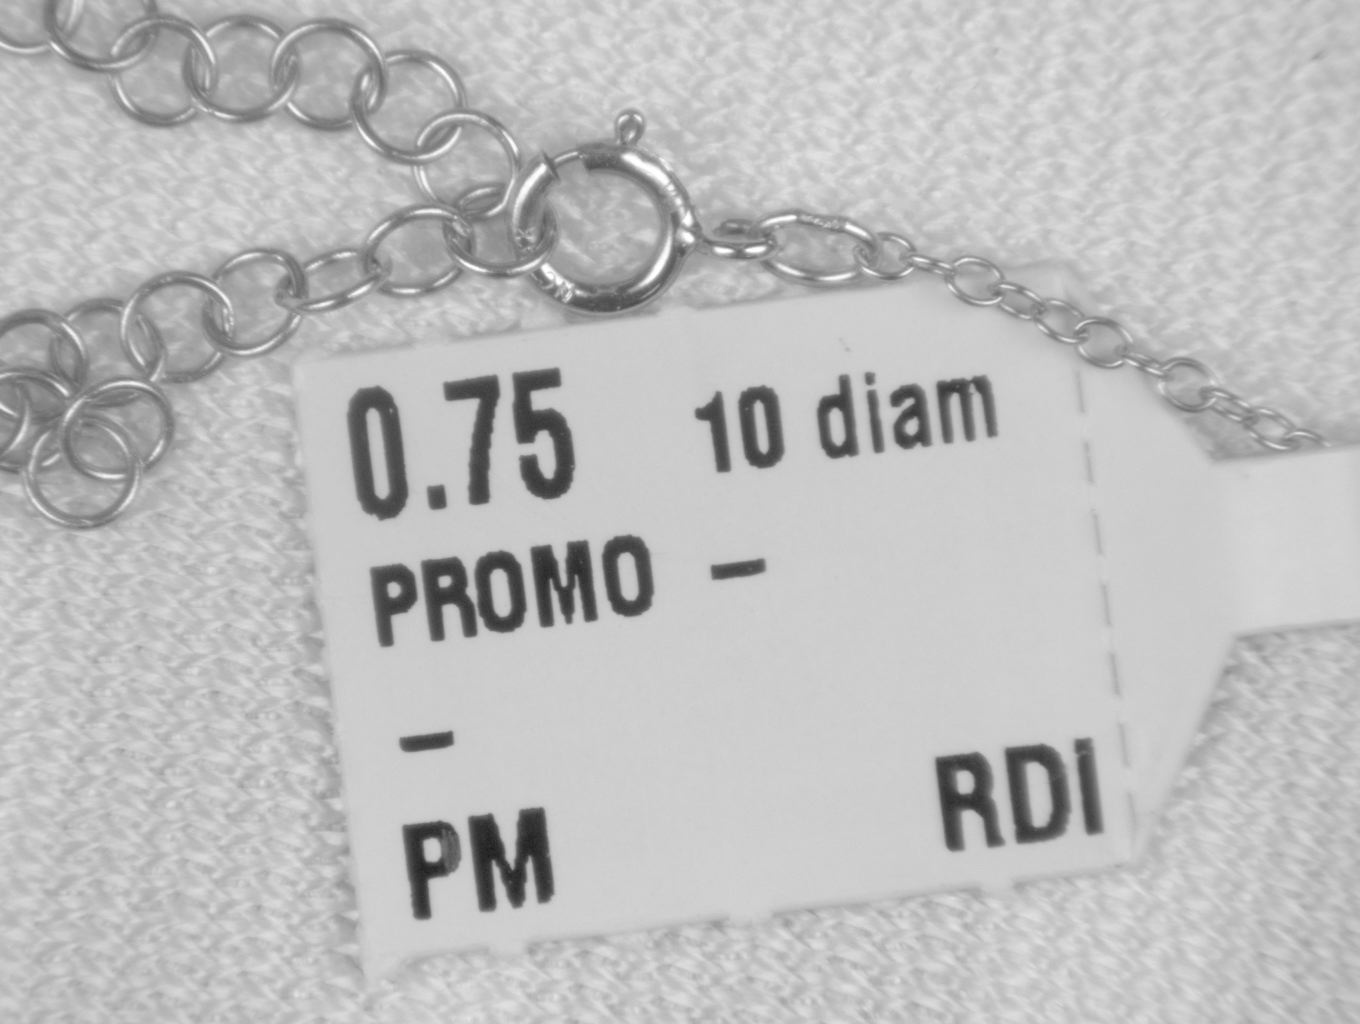 0.75 10 diam
PROMO –
–
PM RDI